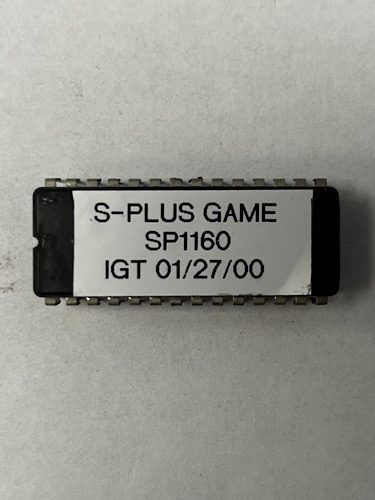 S-PLUS GAME
SP1160
IGT 01/27/00